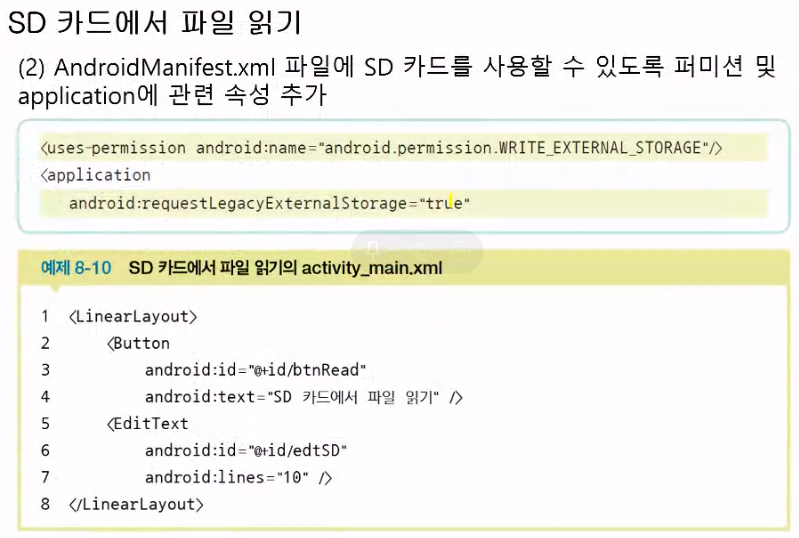 SD 카드에서 파일 읽기
(2) AndroidManifest.xml 파일에 SD 카드를 사용할 수 있도록 퍼미션 및
application에 관련 속성 추가
<uses-permission android:name="android.permission.WRITE_EXTERNAL_STORAGE"/>
<application
android:requestLegacyExternalStorage="true"
예제 8-10 SD 카드에서 파일 읽기의 activity_main.xml
1 <LinearLayout>
2 <Button
3 android:id="@+id/btnRead"
4 android:text="SD 카드에서 파일 읽기" />
5 <EditText
6 android:id="@+id/edtSD"
7 android:lines="10" />
8 </LinearLayout>